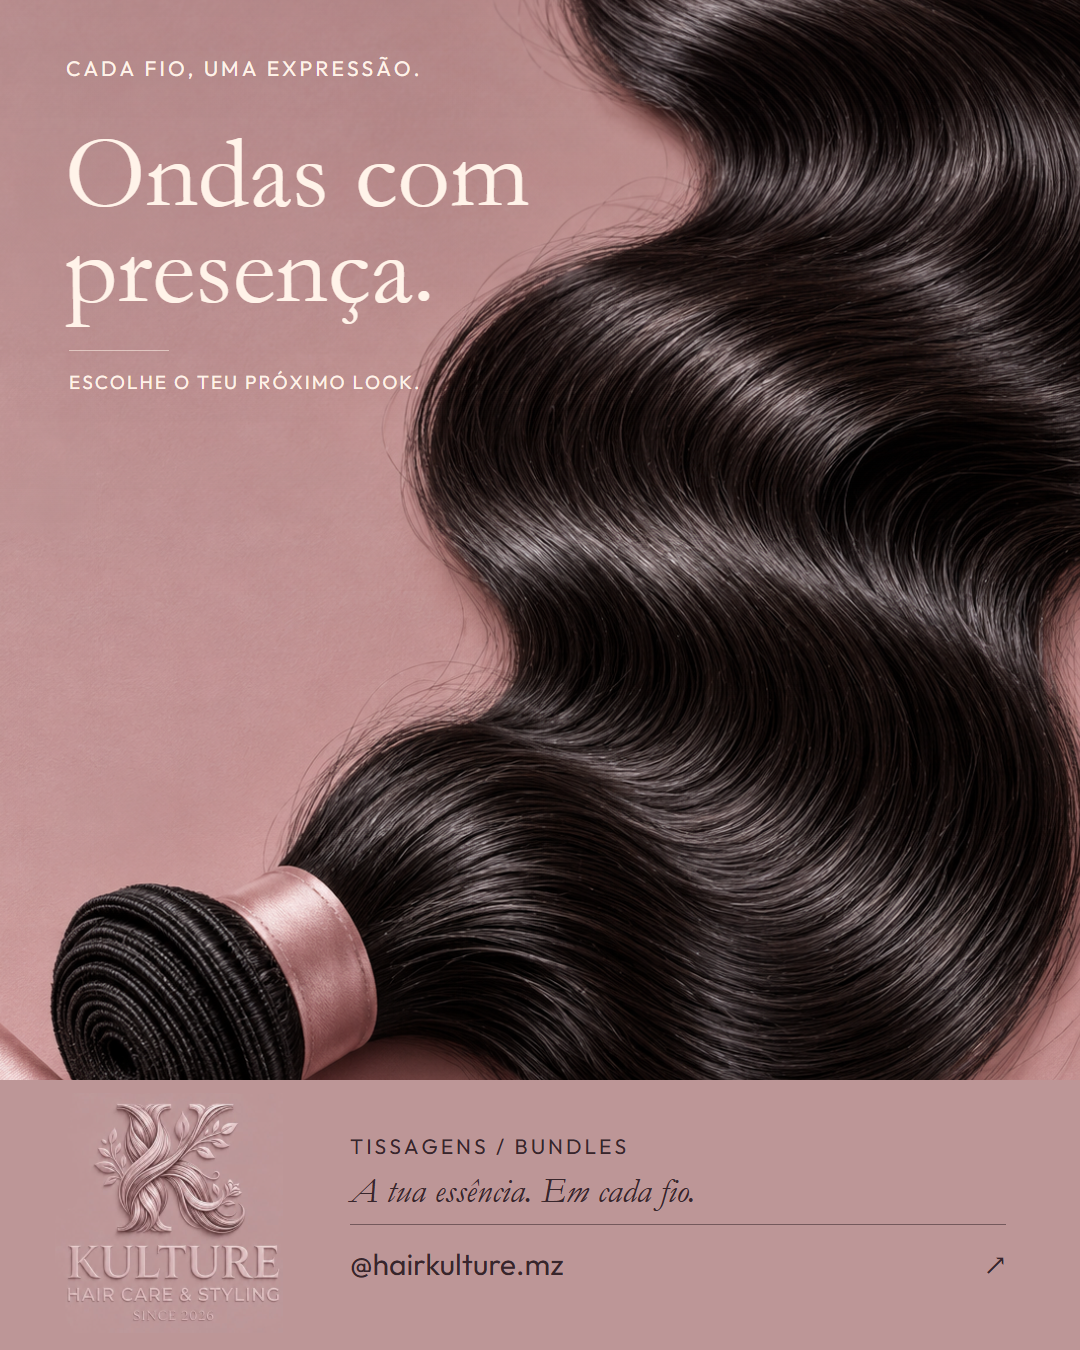 CADA FIO, UMA EXPRESSÃO.
Ondas com
presença.
ESCOLHE O TEU PRÓXIMO LOOK.
TISSAGENS / BUNDLES
A tua essência. Em cada fio.
@hairkulture.mz
K
KULTURE
HAIR CARE & STYLING
SINCE 2026